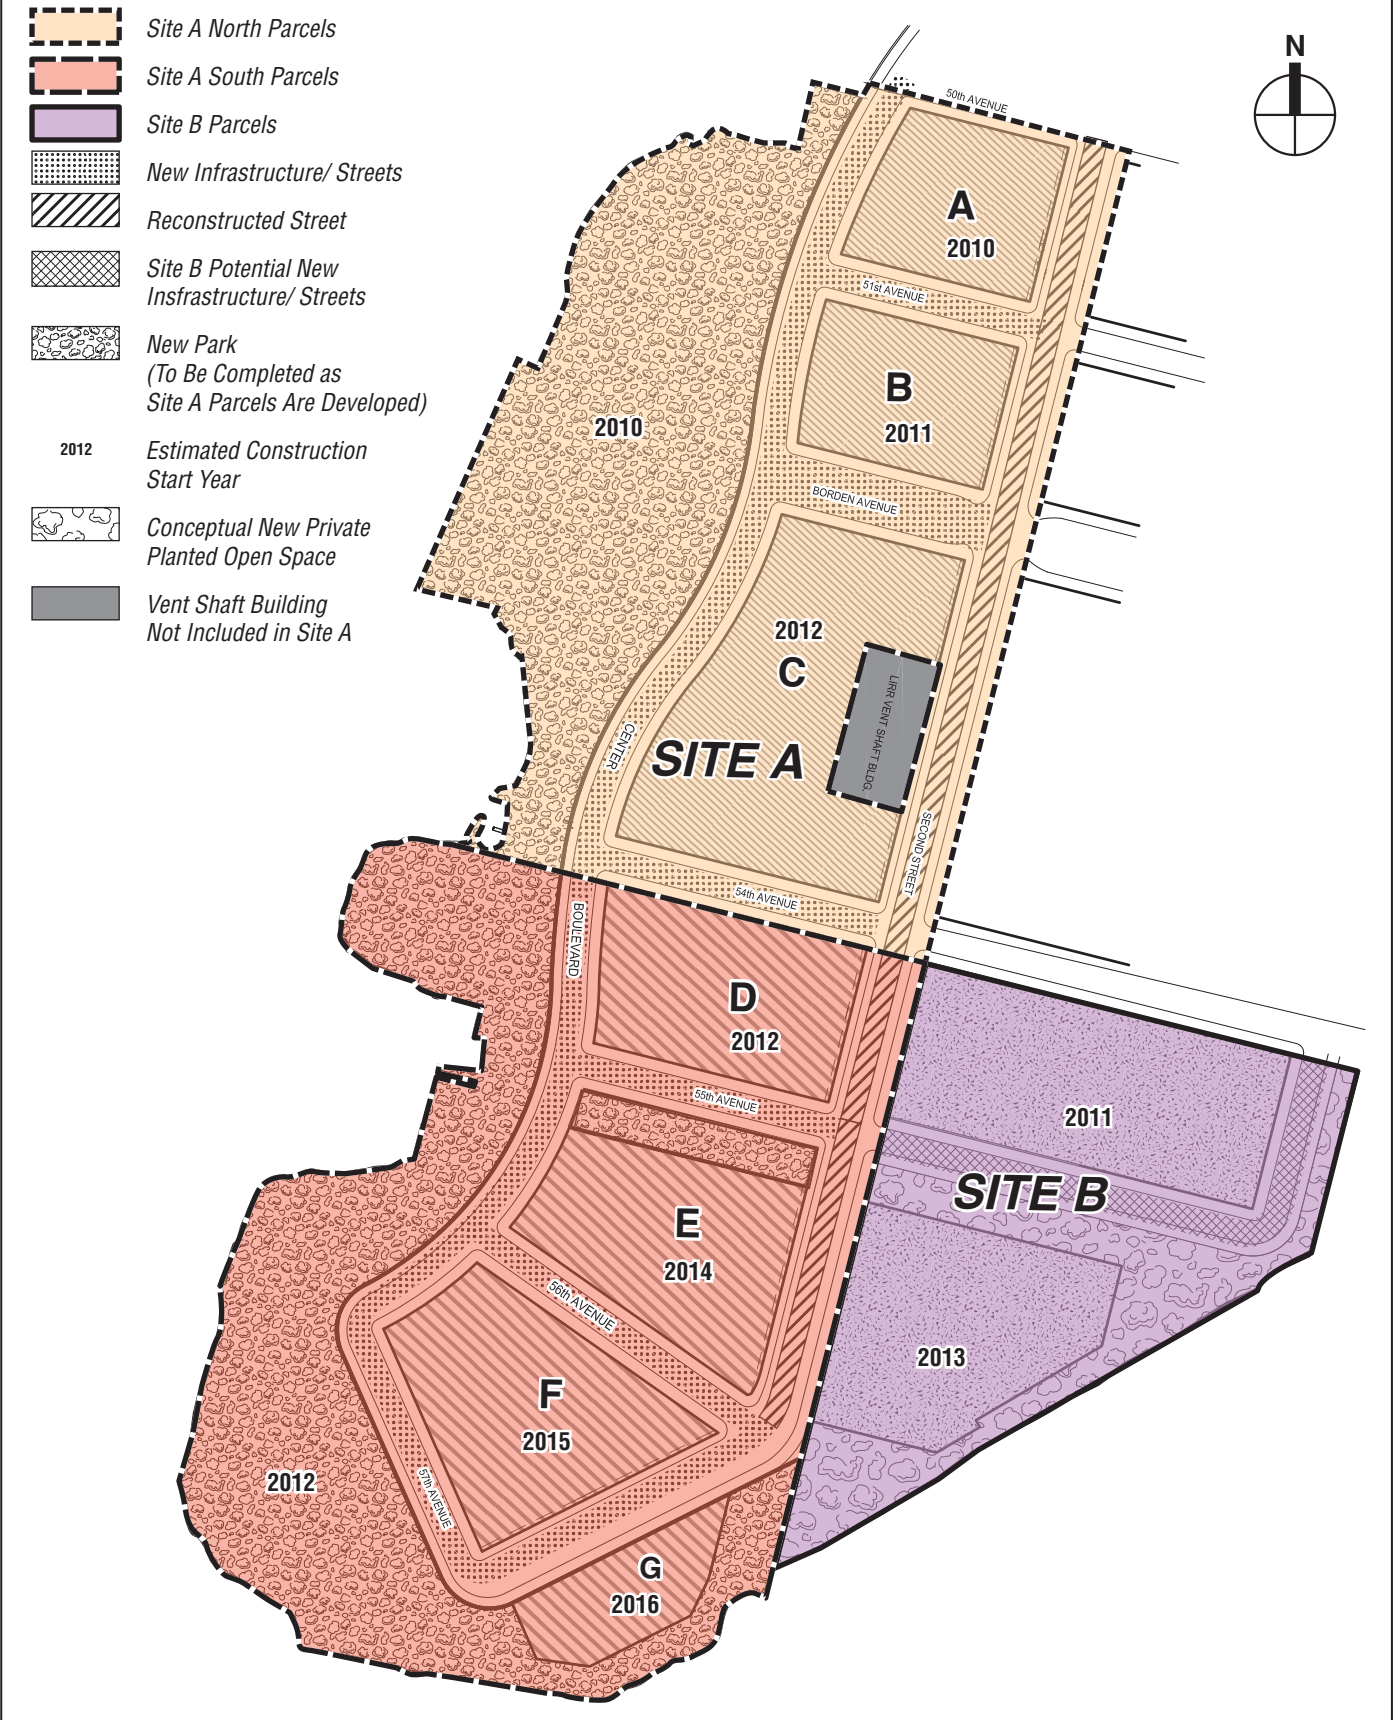 Site A North Parcels
Site A South Parcels
Site B Parcels
New Infrastructure/ Streets
Reconstructed Street
Site B Potential New
Insfrastructure/ Streets
New Park
(To Be Completed as
Site A Parcels Are Developed)
2012
Estimated Construction
Start Year
Conceptual New Private
Planted Open Space
Vent Shaft Building
Not Included in Site A
N
50th AVENUE
A
2010
51st AVENUE
B
2011
2010
BORDEN AVENUE
2012
C
LIRR VENT SHAFT BLDG.
CENTER
SITE A
SECOND STREET
54th AVENUE
BOULEVARD
D
2012
55th AVENUE
2011
SITE B
E
2014
56th AVENUE
2013
F
2015
57th AVENUE
2012
G
2016